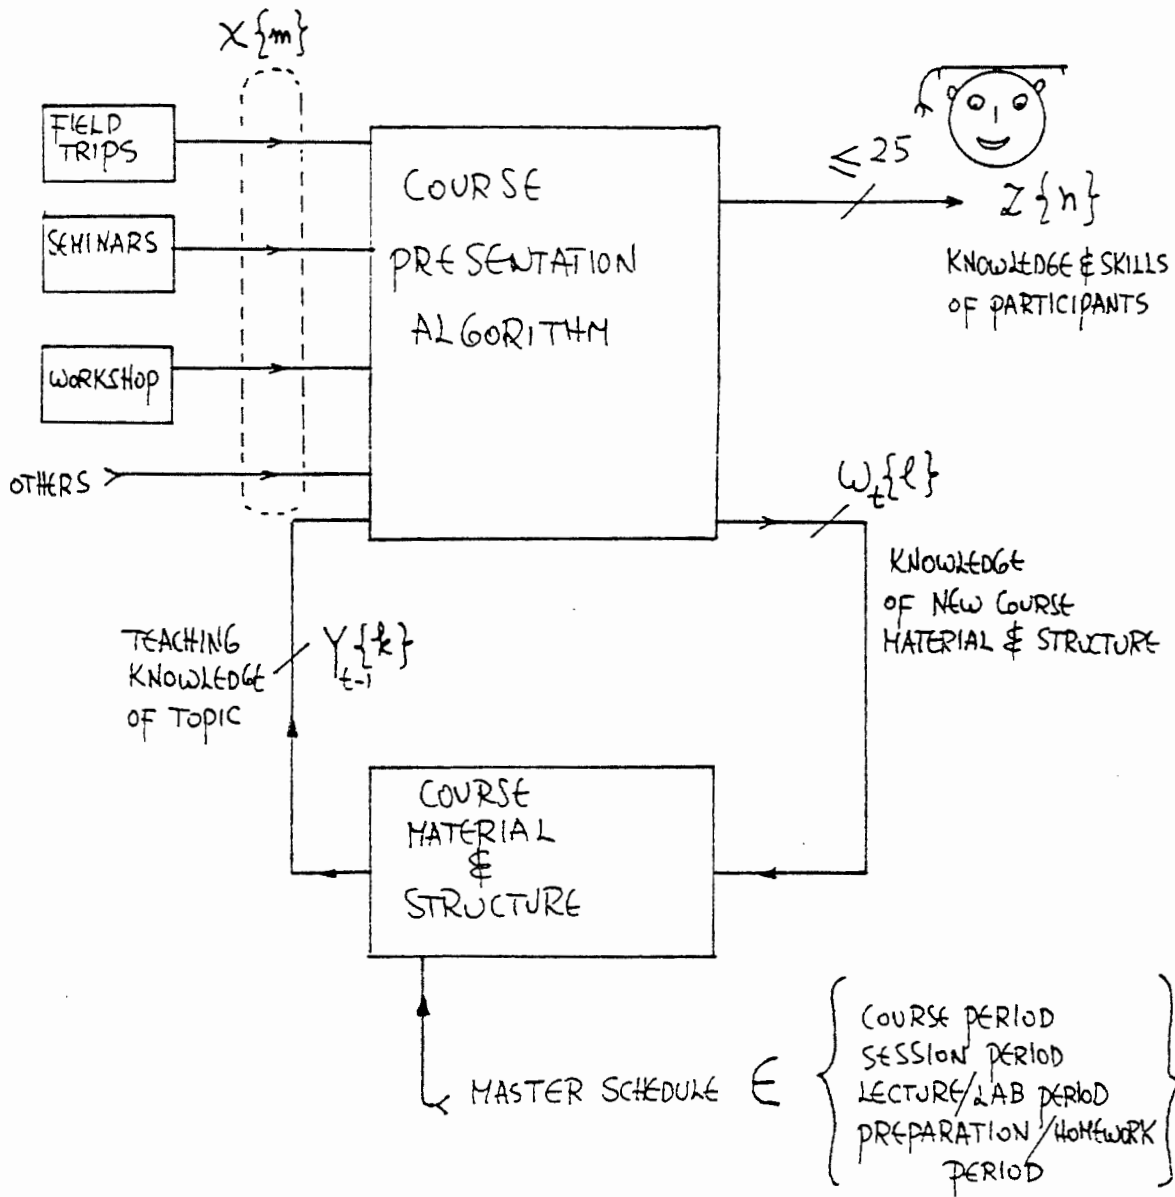 X{m}
FIELD
TRIPS
SEMINARS
WORKSHOP
OTHERS
COURSE
PRESENTATION
ALGORITHM
≤ 25
Z{n}
KNOWLEDGE & SKILLS
OF PARTICIPANTS
W_t{l}
KNOWLEDGE
OF NEW COURSE
MATERIAL & STRUCTURE
TEACHING
KNOWLEDGE
OF TOPIC
Y_{t-1}{k}
COURSE
MATERIAL
&
STRUCTURE
MASTER SCHEDULE ∈
COURSE PERIOD
SESSION PERIOD
LECTURE/LAB PERIOD
PREPARATION/HOMEWORK
PERIOD